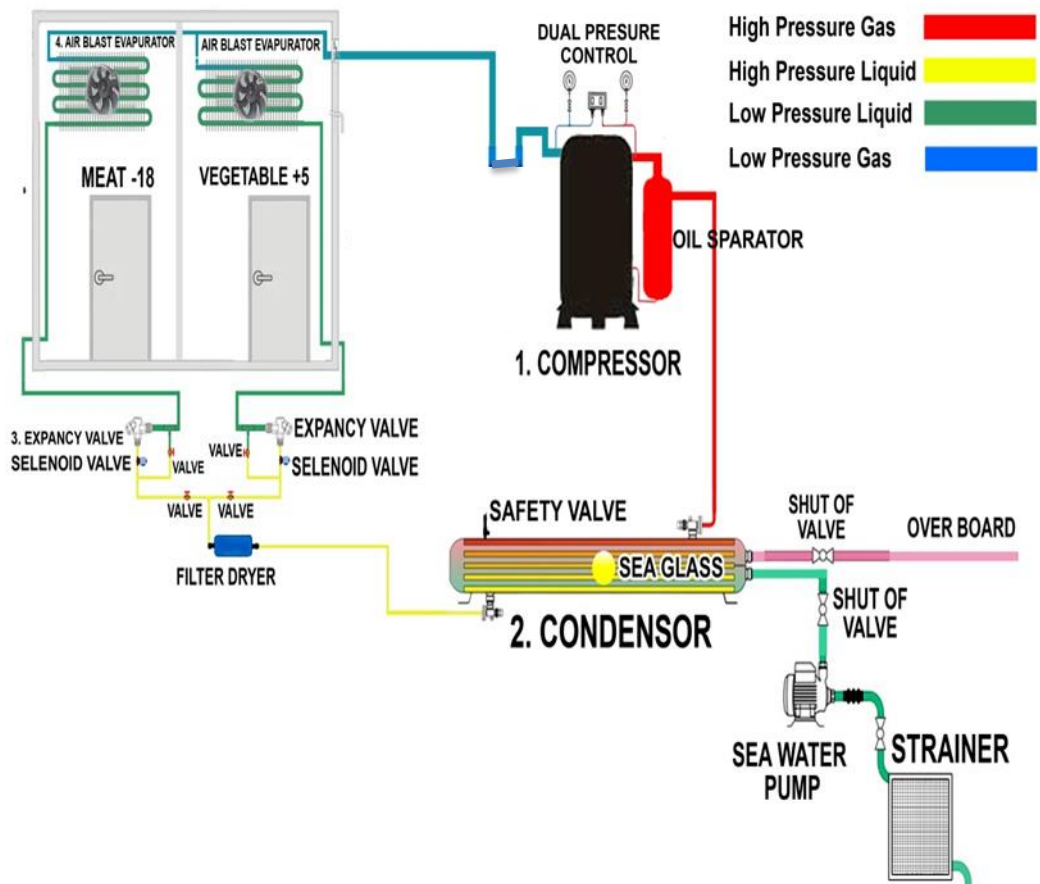 4. AIR BLAST EVAPORATOR
AIR BLAST EVAPORATOR
DUAL PRESURE
CONTROL
High Pressure Gas
High Pressure Liquid
Low Pressure Liquid
Low Pressure Gas
MEAT -18
VEGETABLE +5
OIL SPARATOR
1. COMPRESSOR
3. EXPANCY VALVE
EXPANCY VALVE
SELENOID VALVE
VALVE
VALVE
SELENOID VALVE
VALVE
VALVE
FILTER DRYER
SAFETY VALVE
SEA GLASS
2. CONDENSOR
SHUT OF
VALVE
OVER BOARD
SHUT OF
VALVE
SEA WATER
PUMP
STRAINER